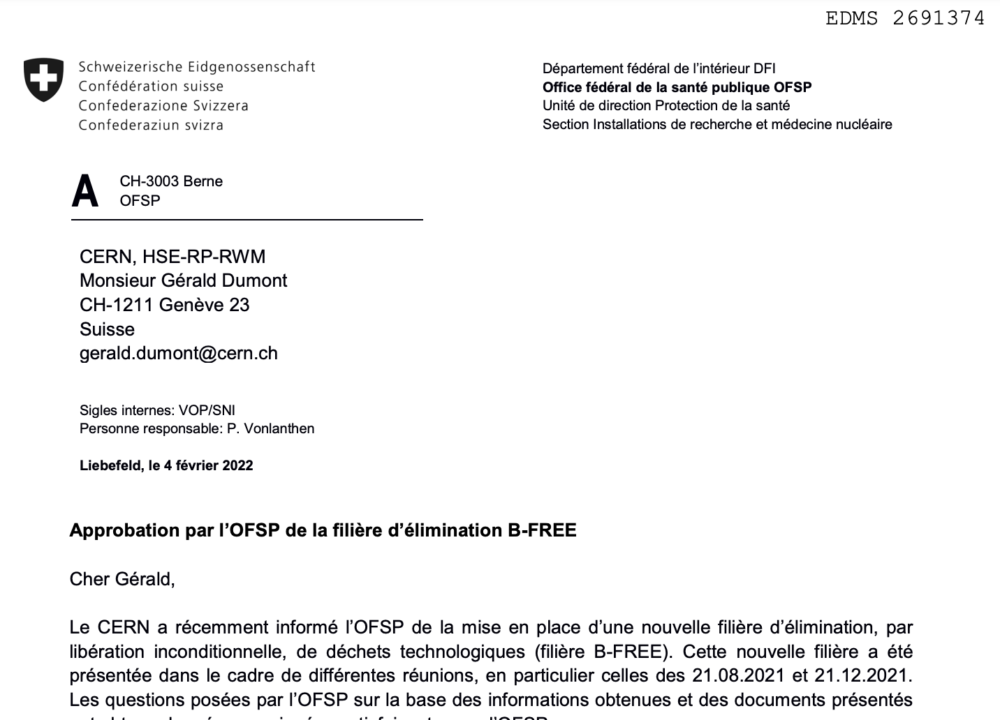 EDMS 2691374
Schweizerische Eidgenossenschaft
Confédération suisse
Confederazione Svizzera
Confederaziun svizra
Département fédéral de l’intérieur DFI
Office fédéral de la santé publique OFSP
Unité de direction Protection de la santé
Section Installations de recherche et médecine nucléaire
A
CH-3003 Berne
OFSP
CERN, HSE-RP-RWM
Monsieur Gérald Dumont
CH-1211 Genève 23
Suisse
gerald.dumont@cern.ch
Sigles internes: VOP/SNI
Personne responsable: P. Vonlanthen
Liebefeld, le 4 février 2022
Approbation par l’OFSP de la filière d’élimination B-FREE
Cher Gérald,
Le CERN a récemment informé l’OFSP de la mise en place d’une nouvelle filière d’élimination, par
libération inconditionnelle, de déchets technologiques (filière B-FREE). Cette nouvelle filière a été
présentée dans le cadre de différentes réunions, en particulier celles des 21.08.2021 et 21.12.2021.
Les questions posées par l’OFSP sur la base des informations obtenues et des documents présentés
l’OFSP